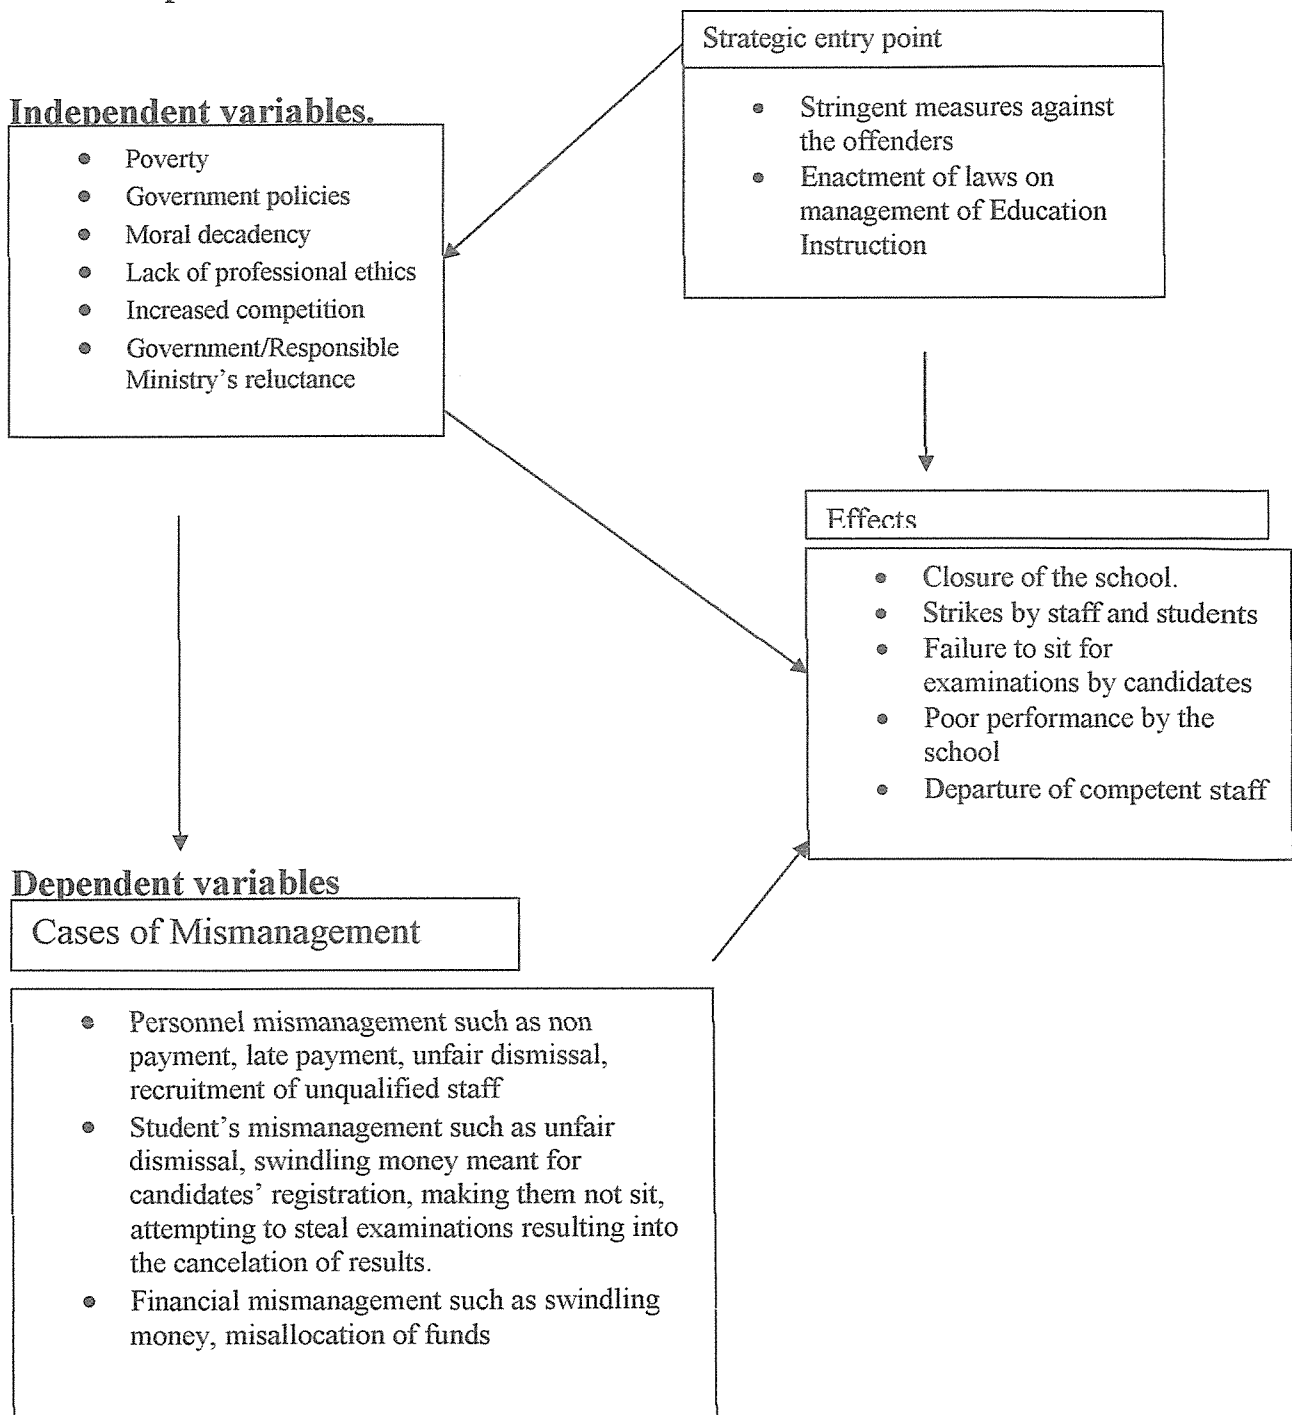 Strategic entry point
• Stringent measures against
the offenders
• Enactment of laws on
management of Education
Instruction
Independent variables.
• Poverty
• Government policies
• Moral decadency
• Lack of professional ethics
• Increased competition
• Government/Responsible
Ministry's reluctance
Effects
• Closure of the school.
• Strikes by staff and students
• Failure to sit for
examinations by candidates
• Poor performance by the
school
• Departure of competent staff
Dependent variables
Cases of Mismanagement
• Personnel mismanagement such as non
payment, late payment, unfair dismissal,
recruitment of unqualified staff
• Student's mismanagement such as unfair
dismissal, swindling money meant for
candidates' registration, making them not sit,
attempting to steal examinations resulting into
the cancelation of results.
• Financial mismanagement such as swindling
money, misallocation of funds